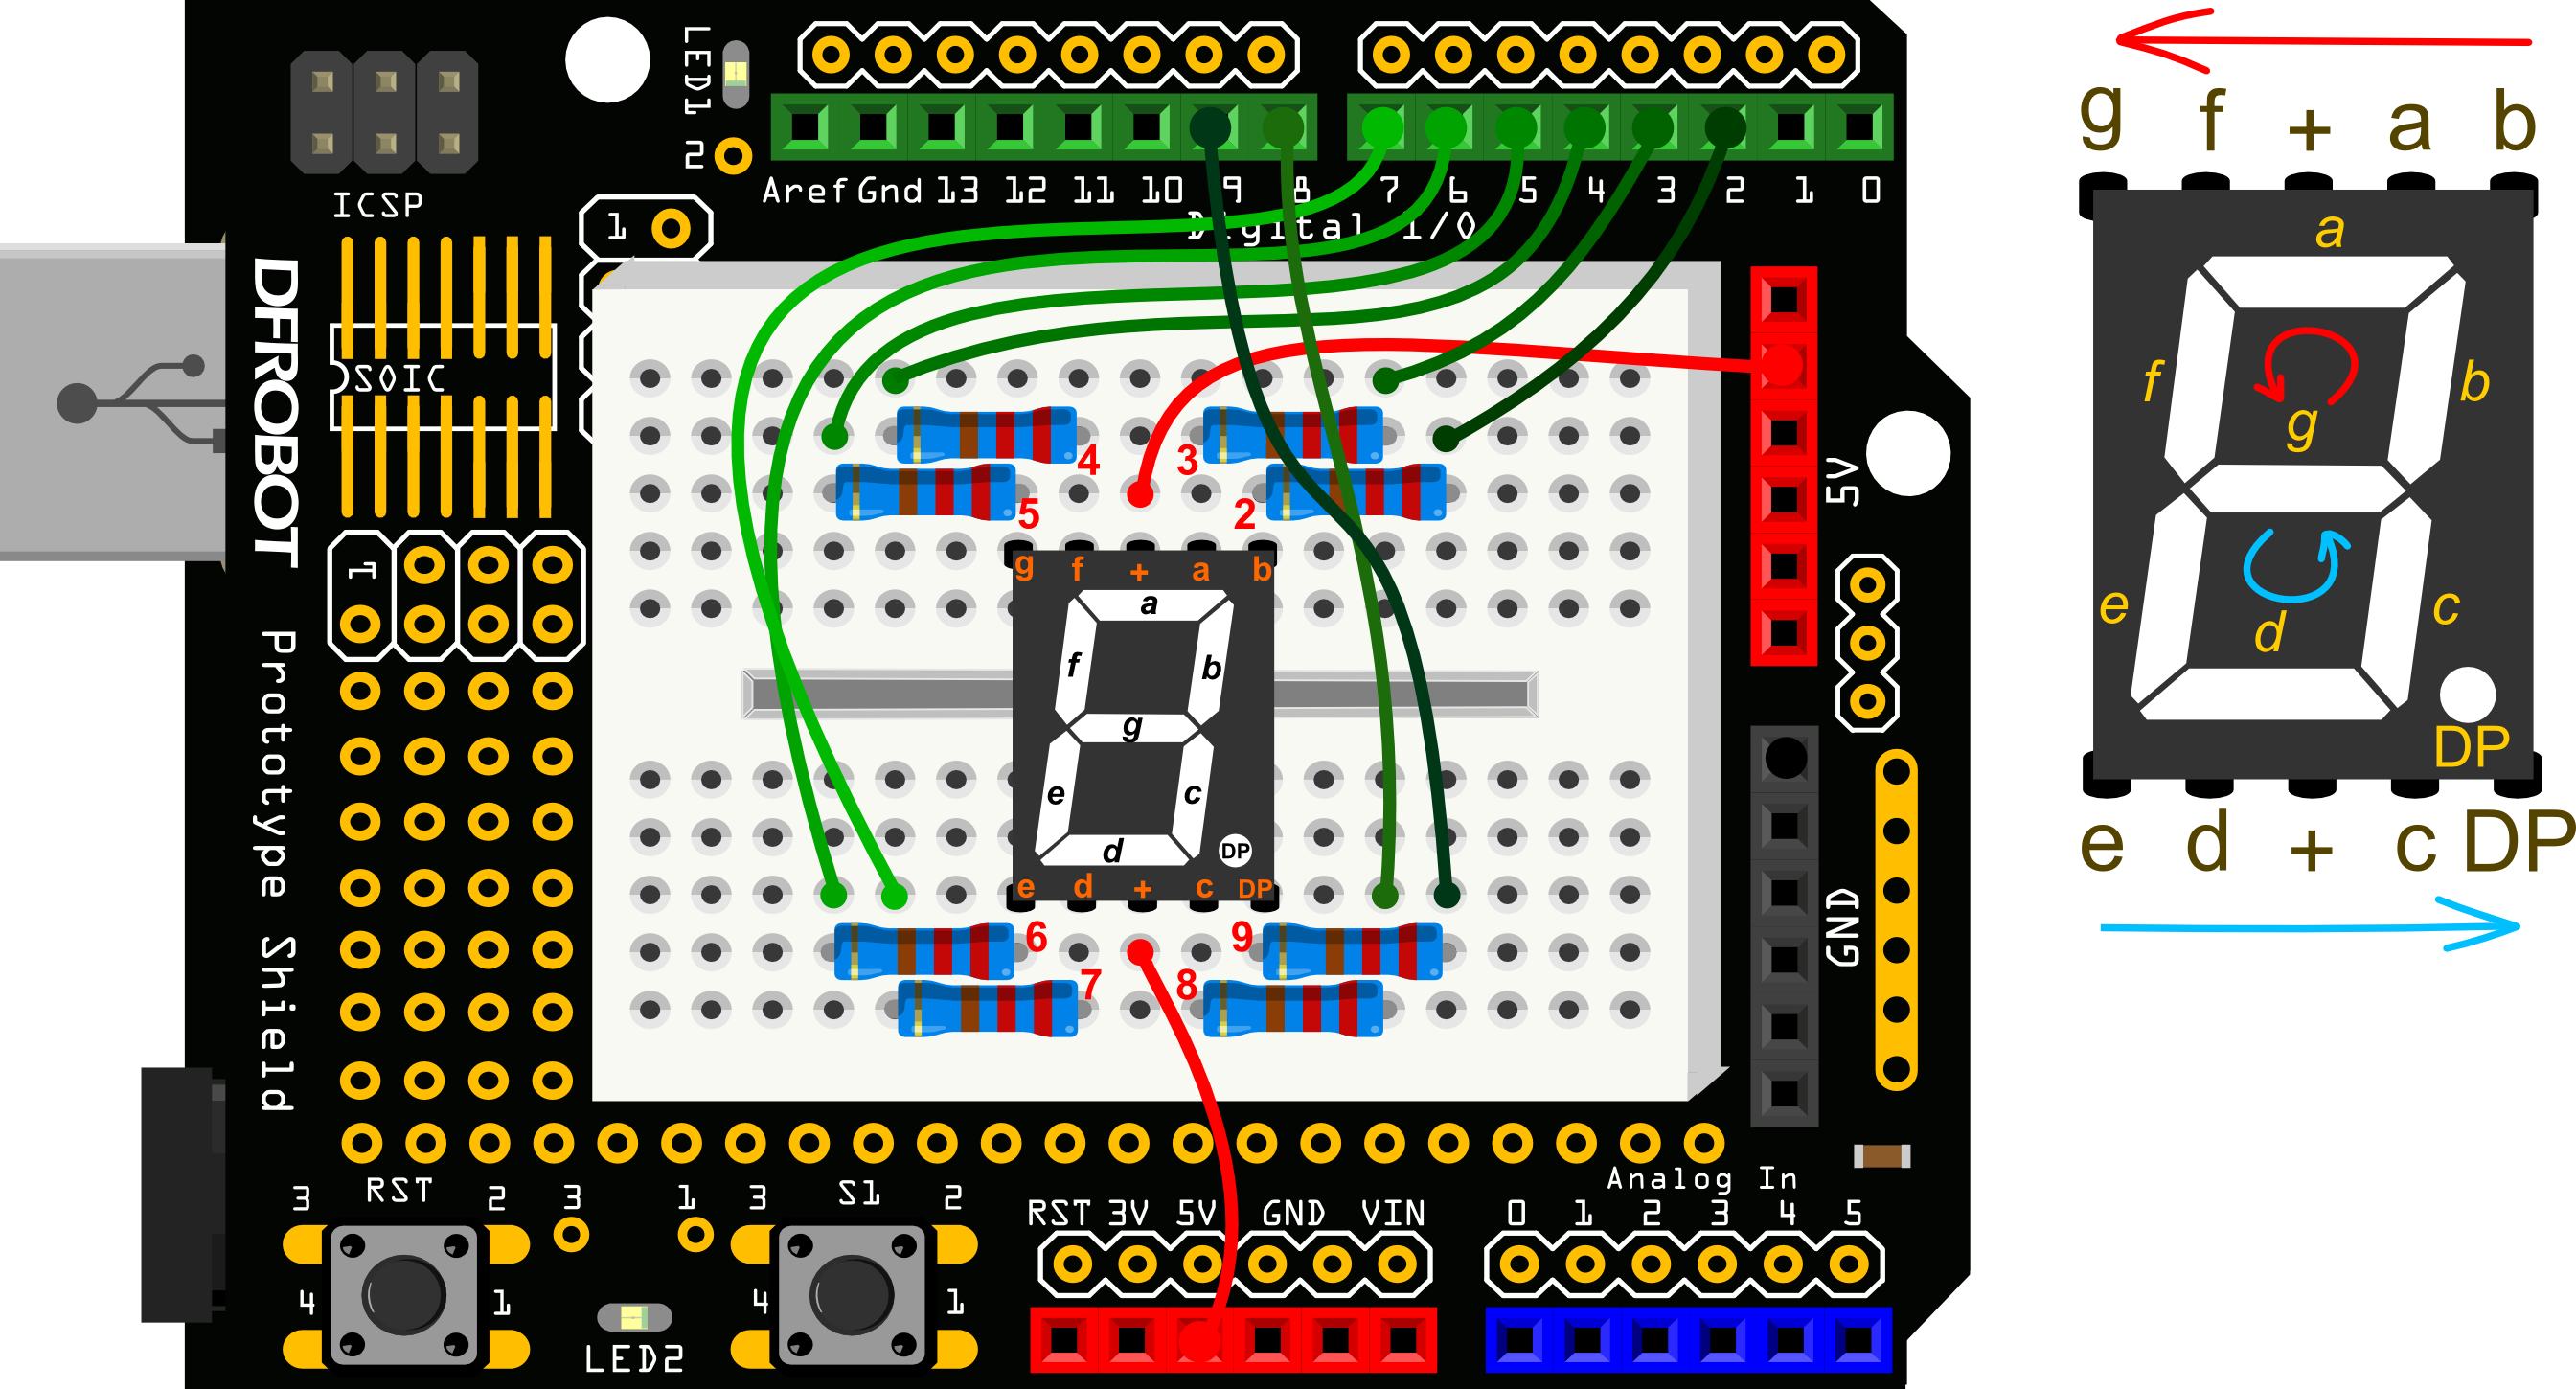 LED1
2
ICSP
1
Aref Gnd 13 12 11 10 9 8 7 6 5 4 3 2 1 0
Digital I/O
SOIC
DFROBOT
Prototype Shield
1
4 3
5 2
g f + a b
a
f b
g
e c
d DP
e d + c DP
6 9
7 8
5V
GND
Analog In
RST 3V 5V GND VIN
0 1 2 3 4 5
3 RST 2
4 1
3 1
LED2
3 S1 2
4 1
g f + a b
a
f b
g
e c
d
DP
e d + c DP